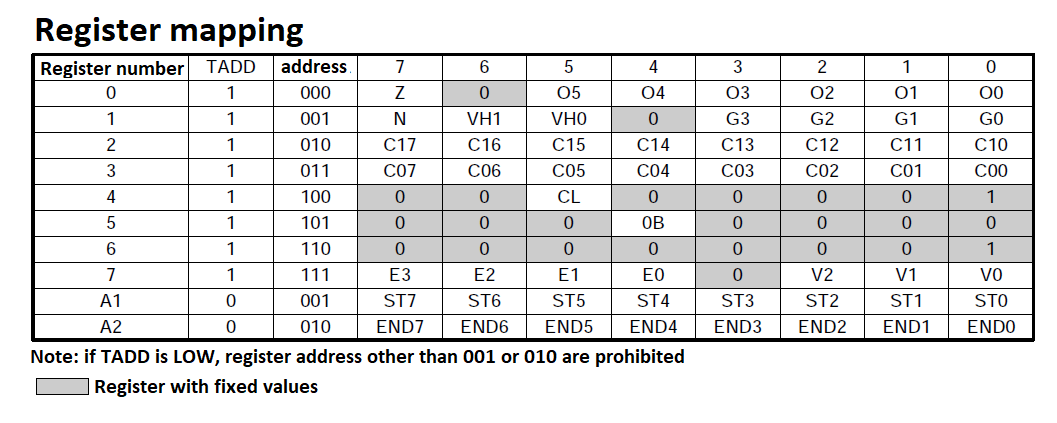 Register mapping
Register number TADD address 7 6 5 4 3 2 1 0
0 1 000 Z 0 O5 O4 O3 O2 O1 O0
1 1 001 N VH1 VH0 0 G3 G2 G1 G0
2 1 010 C17 C16 C15 C14 C13 C12 C11 C10
3 1 011 C07 C06 C05 C04 C03 C02 C01 C00
4 1 100 0 0 CL 0 0 0 0 1
5 1 101 0 0 0 0B 0 0 0 0
6 1 110 0 0 0 0 0 0 0 1
7 1 111 E3 E2 E1 E0 0 V2 V1 V0
A1 0 001 ST7 ST6 ST5 ST4 ST3 ST2 ST1 ST0
A2 0 010 END7 END6 END5 END4 END3 END2 END1 END0
Note: if TADD is LOW, register address other than 001 or 010 are prohibited
Register with fixed values